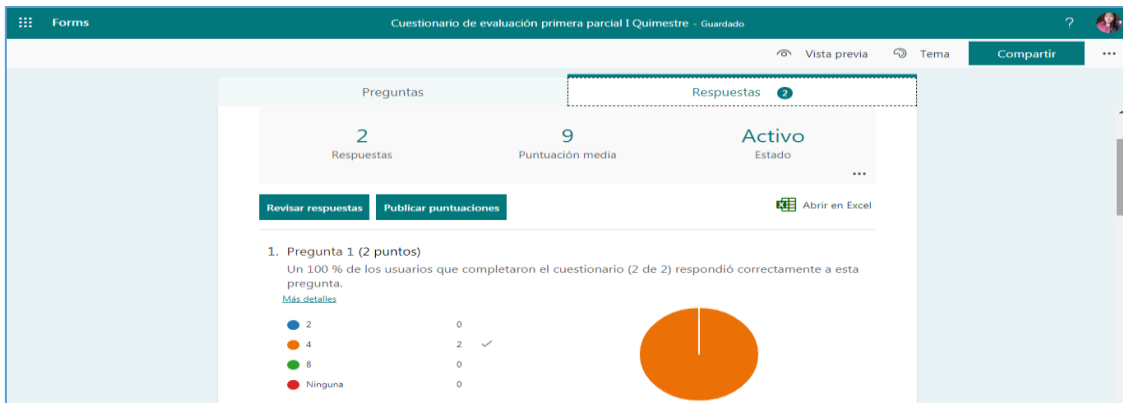 Forms
Cuestionario de evaluación primera parcial I Quimestre - Guardado
?
Vista previa
Tema
Compartir
Preguntas
Respuestas 2
2
Respuestas
9
Puntuación media
Activo
Estado
Revisar respuestas
Publicar puntuaciones
Abrir en Excel
1. Pregunta 1 (2 puntos)
Un 100 % de los usuarios que completaron el cuestionario (2 de 2) respondió correctamente a esta
pregunta.
Más detalles
2 0
4 2
8 0
Ninguna 0